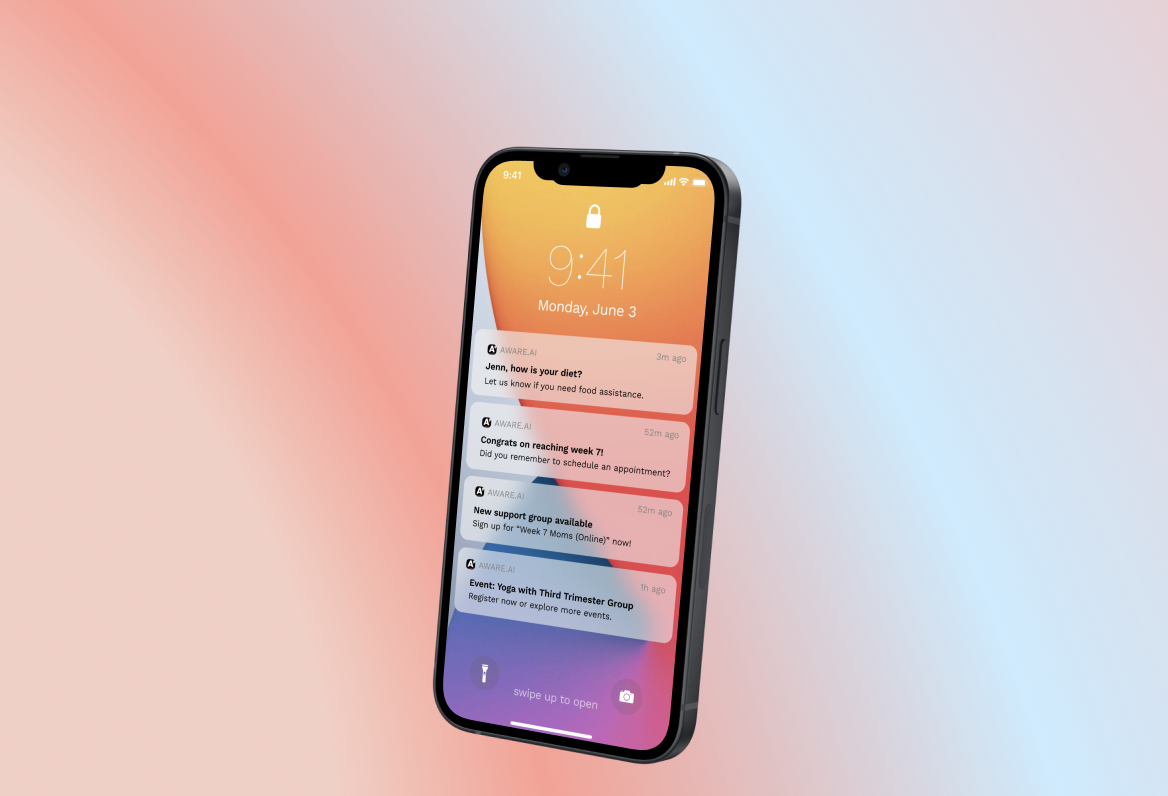 9:41
9:41
Monday, June 3
AWARE.AI
3m ago
Jenn, how is your diet?
Let us know if you need food assistance.
AWARE.AI
52m ago
Congrats on reaching week 7!
Did you remember to schedule an appointment?
AWARE.AI
52m ago
New support group available
Sign up for “Week 7 Moms (Online)” now!
AWARE.AI
1h ago
Event: Yoga with Third Trimester Group
Register now or explore more events.
swipe up to open